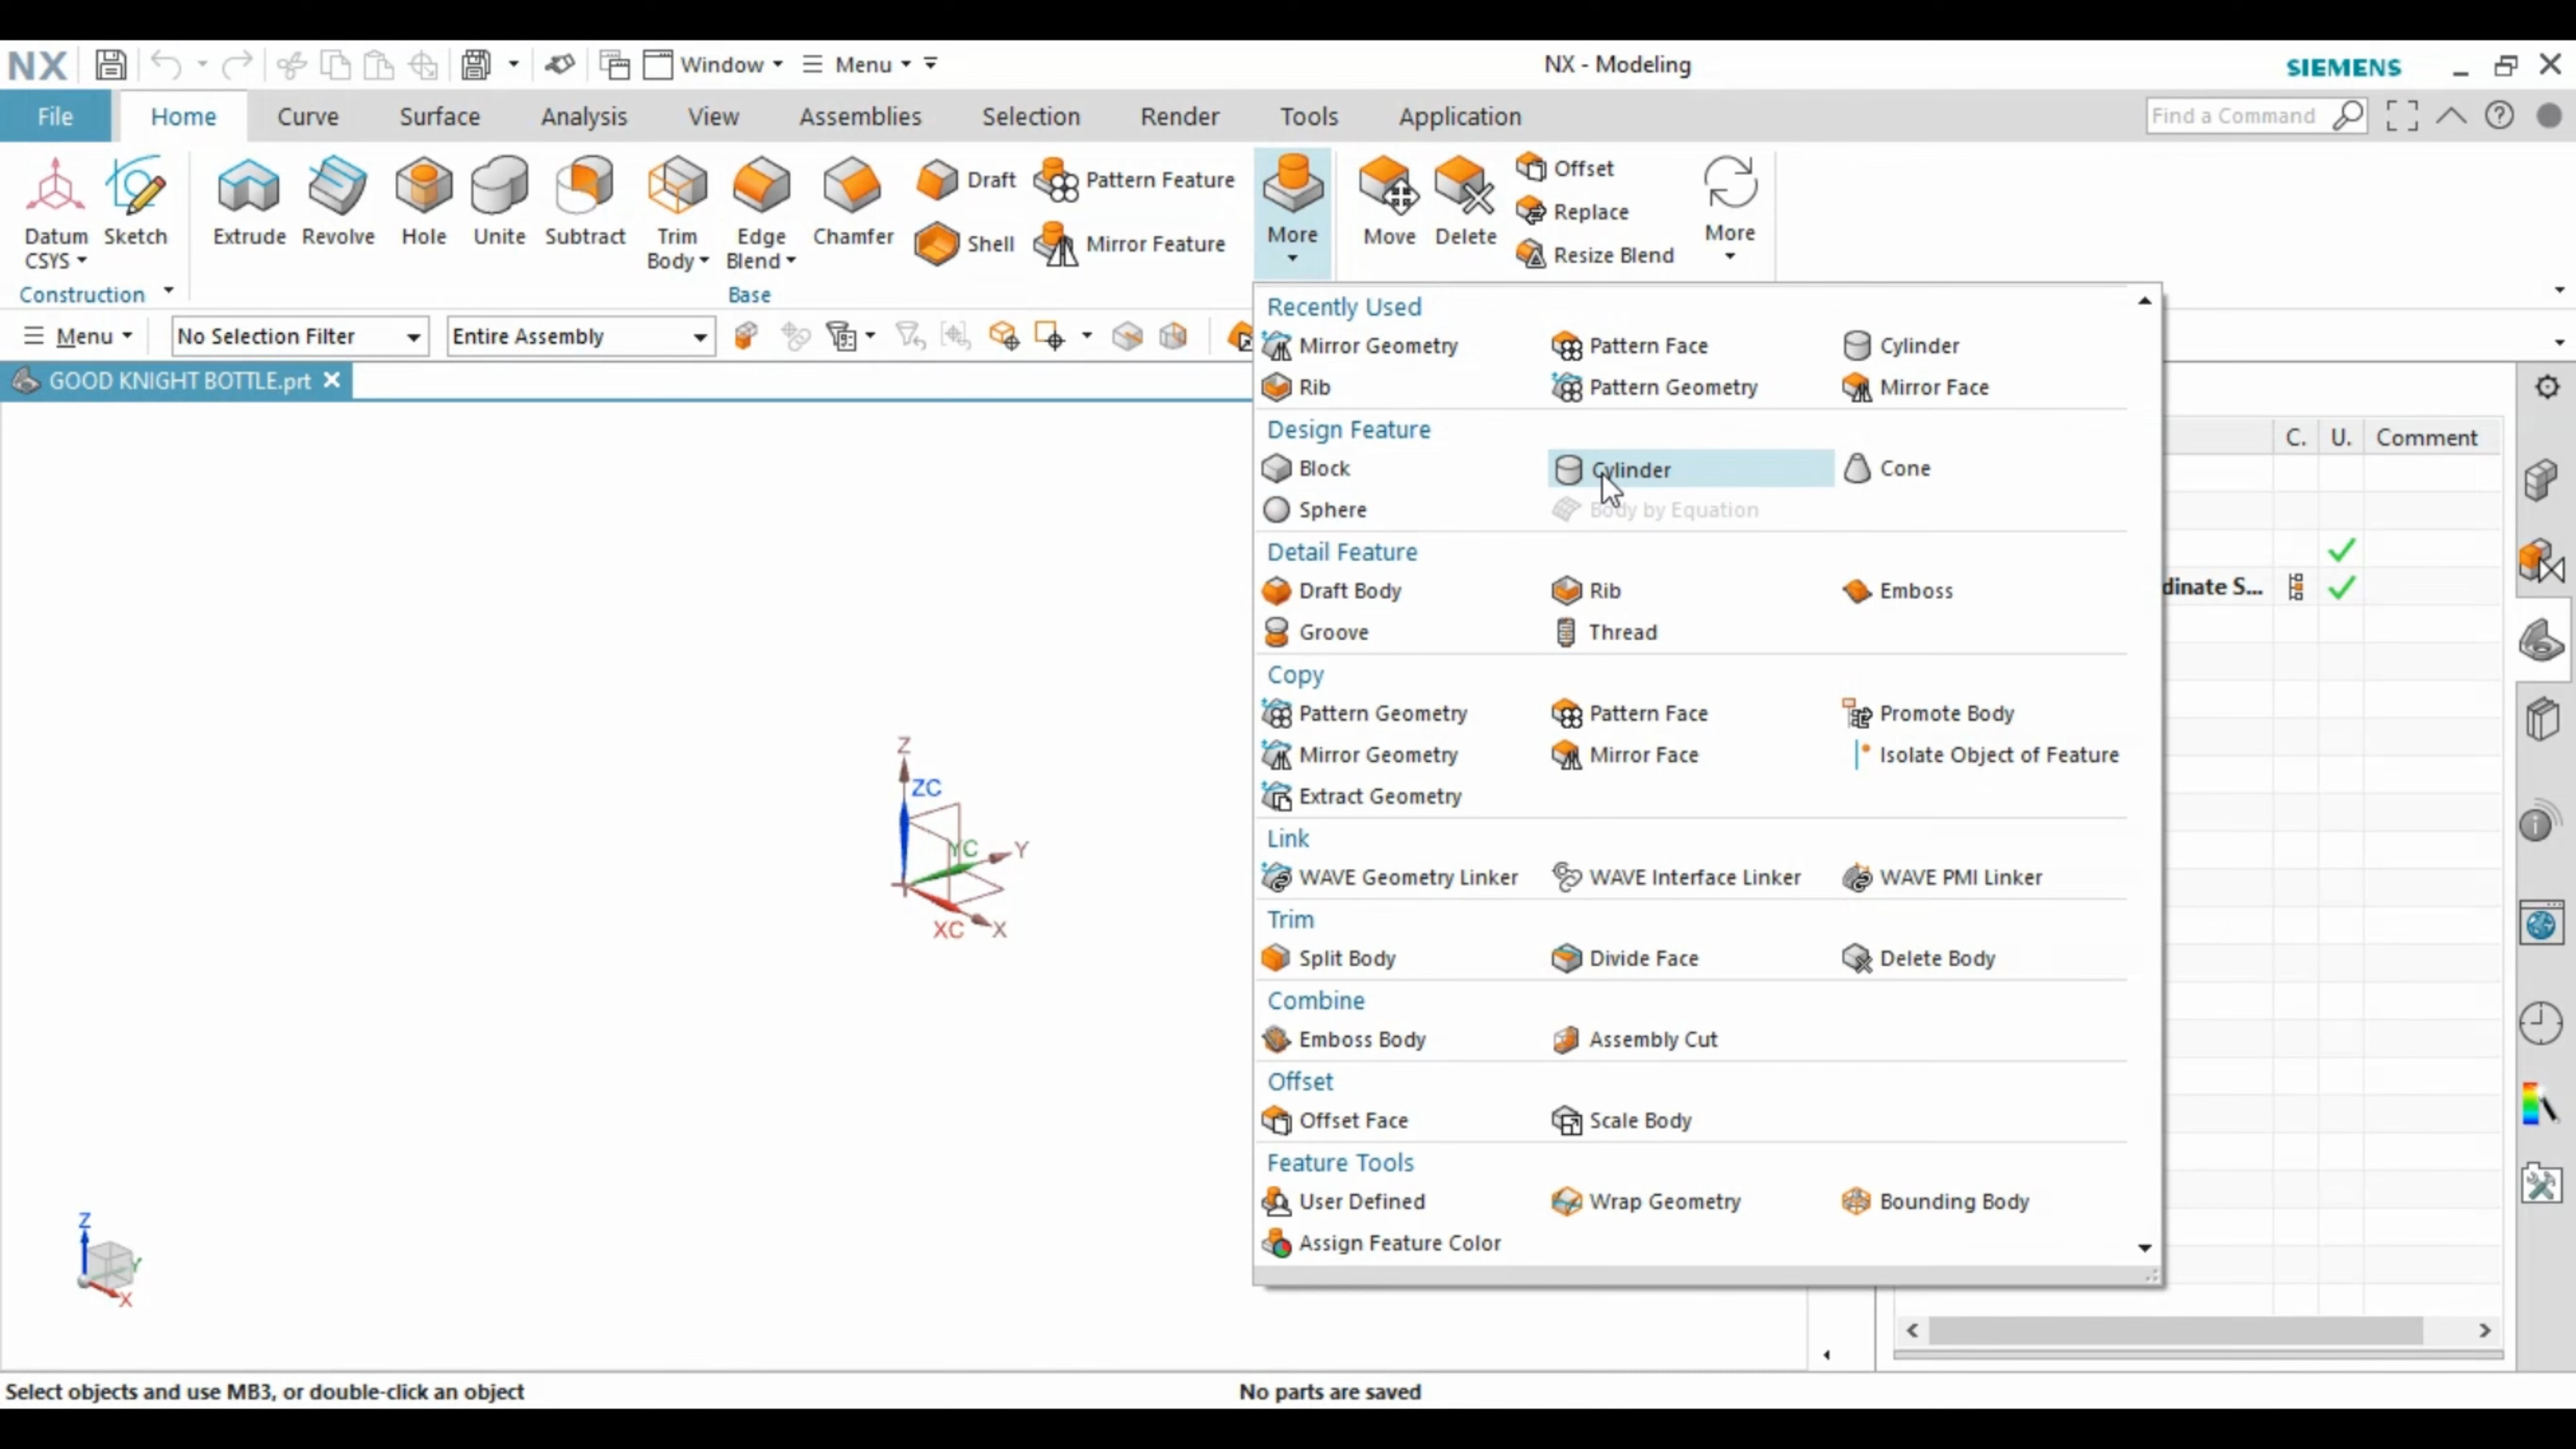 NX Window Menu NX - Modeling SIEMENS
File Home Curve Surface Analysis View Assemblies Selection Render Tools Application Find a Command
Datum CSYS Sketch Extrude Revolve Hole Unite Subtract Trim Body Edge Blend Chamfer Draft Shell Pattern Feature Mirror Feature More Move Delete Offset Replace Resize Blend More
Construction Base
Menu No Selection Filter Entire Assembly
GOOD KNIGHT BOTTLE.prt
Recently Used
Mirror Geometry Pattern Face Cylinder
Rib Pattern Geometry Mirror Face
Design Feature
Block Cylinder Cone
Sphere Body by Equation
Detail Feature
Draft Body Rib Emboss
Groove Thread
Copy
Pattern Geometry Pattern Face Promote Body
Mirror Geometry Mirror Face Isolate Object of Feature
Extract Geometry
Link
WAVE Geometry Linker WAVE Interface Linker WAVE PMI Linker
Trim
Split Body Divide Face Delete Body
Combine
Emboss Body Assembly Cut
Offset
Offset Face Scale Body
Feature Tools
User Defined Wrap Geometry Bounding Body
Assign Feature Color
C. U. Comment
dinate S...
Z
ZC
YC Y
XC X
Z
Y
X
Select objects and use MB3, or double-click an object No parts are saved